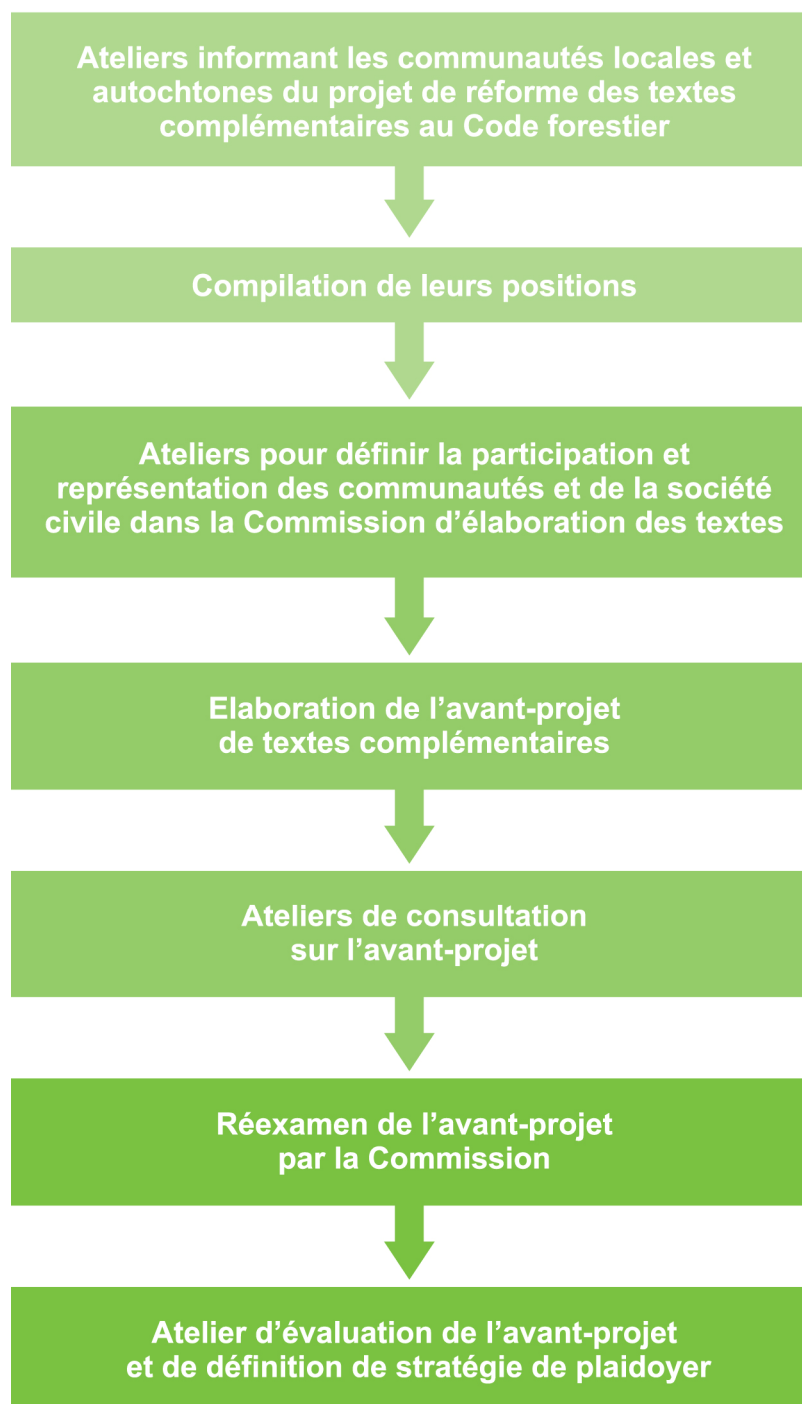 Ateliers informant les communautés locales et
autochtones du projet de réforme des textes
complémentaires au Code forestier
Compilation de leurs positions
Ateliers pour définir la participation et
représentation des communautés et de la société
civile dans la Commission d’élaboration des textes
Elaboration de l’avant-projet
de textes complémentaires
Ateliers de consultation
sur l’avant-projet
Réexamen de l’avant-projet
par la Commission
Atelier d’évaluation de l’avant-projet
et de définition de stratégie de plaidoyer